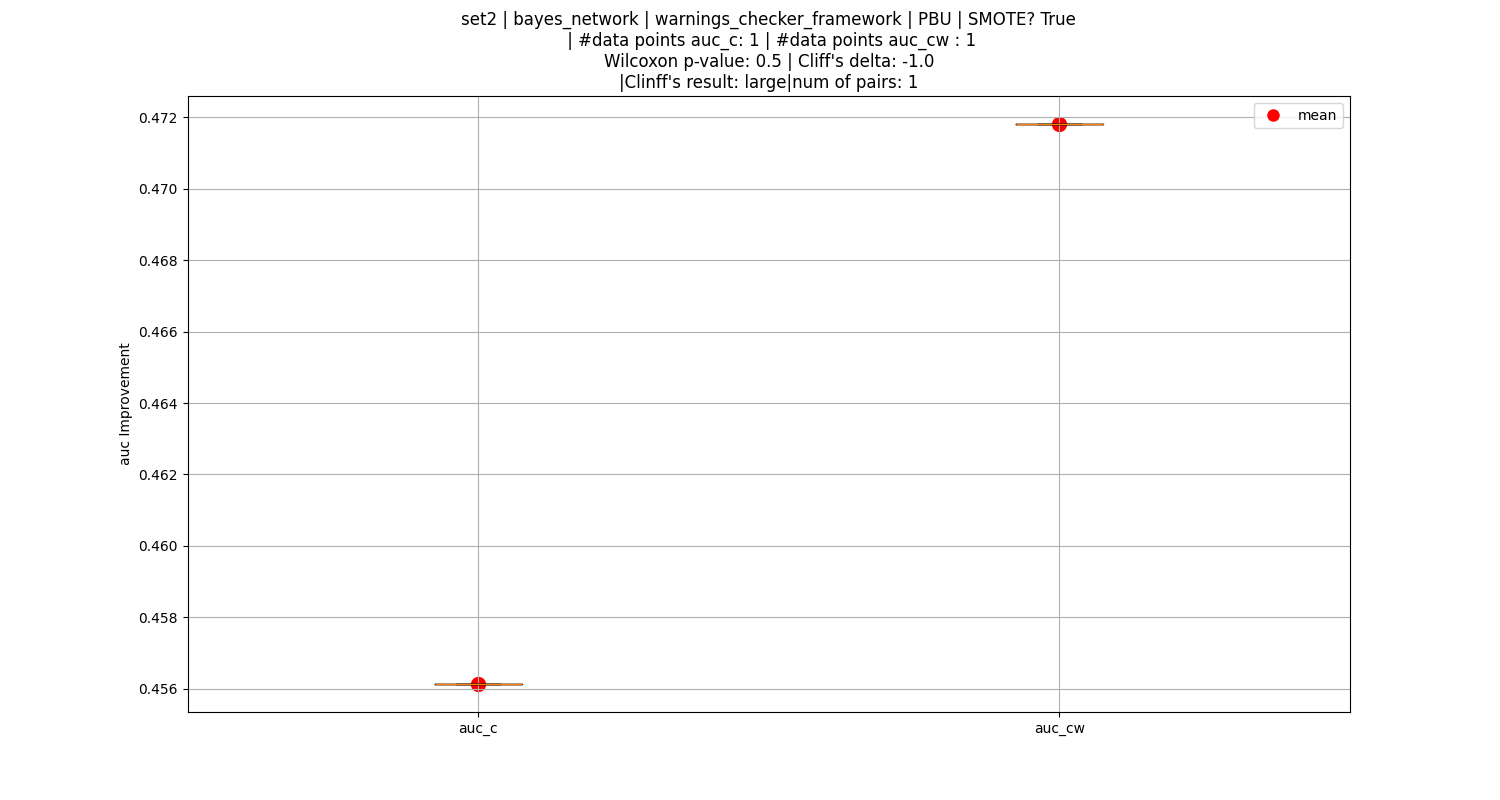 set2 | bayes_network | warnings_checker_framework | PBU | SMOTE? True
| #data points auc_c: 1 | #data points auc_cw : 1
Wilcoxon p-value: 0.5 | Cliff's delta: -1.0
|Clinff's result: large|num of pairs: 1
mean
0.472
0.470
0.468
0.466
0.464
0.462
0.460
0.458
0.456
auc Improvement
auc_c
auc_cw